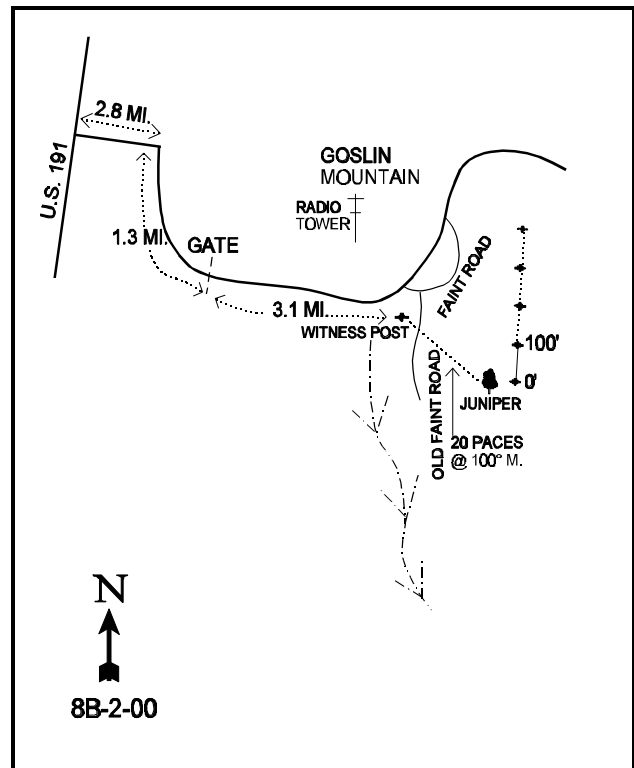 2.8 MI.
U.S. 191
GOSLIN
MOUNTAIN
RADIO
TOWER
1.3 MI.
GATE
FAINT ROAD
3.1 MI.
WITNESS POST
100'
0'
JUNIPER
OLD FAINT ROAD
20 PACES
@ 100° M.
N
8B-2-00